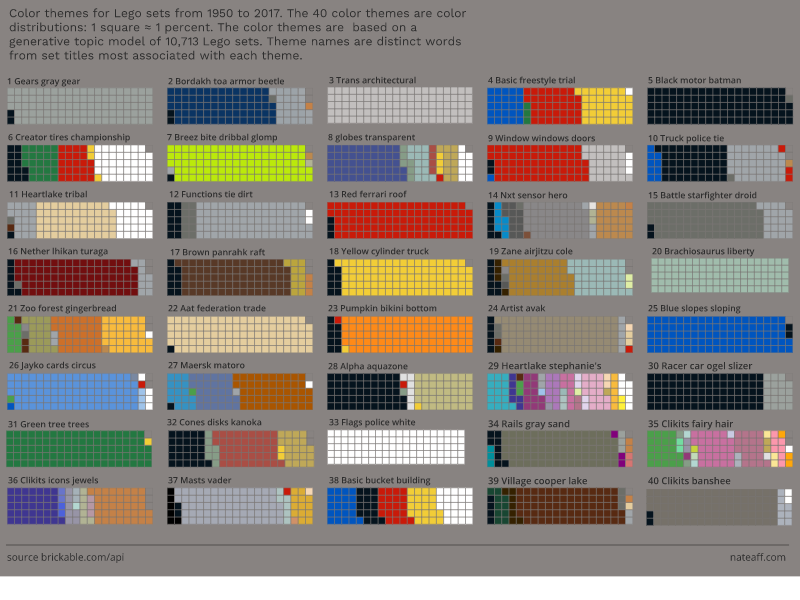 Color themes for Lego sets from 1950 to 2017. The 40 color themes are color
distributions: 1 square ≈ 1 percent. The color themes are based on a
generative topic model of 10,713 Lego sets. Theme names are distinct words
from set titles most associated with each theme.
1 Gears gray gear
2 Bordakh toa armor beetle
3 Trans architectural
4 Basic freestyle trial
5 Black motor batman
6 Creator tires championship
7 Breez bite dribbal glomp
8 globes transparent
9 Window windows doors
10 Truck police tie
11 Heartlake tribal
12 Functions tie dirt
13 Red ferrari roof
14 Nxt sensor hero
15 Battle starfighter droid
16 Nether lhikan turaga
17 Brown panrahk raft
18 Yellow cylinder truck
19 Zane airjitzu cole
20 Brachiosaurus liberty
21 Zoo forest gingerbread
22 Aat federation trade
23 Pumpkin bikini bottom
24 Artist avak
25 Blue slopes sloping
26 Jayko cards circus
27 Maersk matoro
28 Alpha aquazone
29 Heartlake stephanie's
30 Racer car ogel slizer
31 Green tree trees
32 Cones disks kanoka
33 Flags police white
34 Rails gray sand
35 Clikits fairy hair
36 Clikits icons jewels
37 Masts vader
38 Basic bucket building
39 Village cooper lake
40 Clikits banshee
source brickable.com/api
nateaff.com